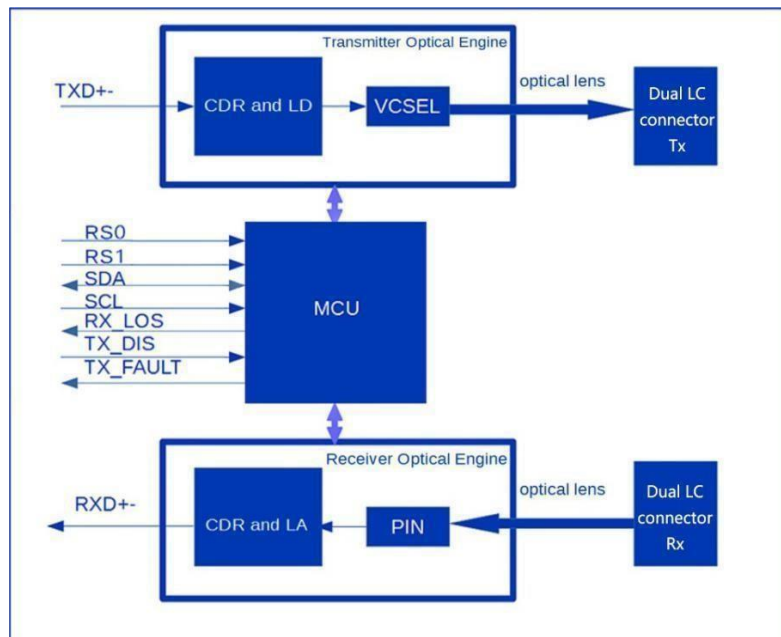 Transmitter Optical Engine
TXD+-
CDR and LD
VCSEL
optical lens
Dual LC
connector
Tx
RS0
RS1
SDA
SCL
RX_LOS
TX_DIS
TX_FAULT
MCU
Receiver Optical Engine
RXD+-
CDR and LA
PIN
optical lens
Dual LC
connector
Rx